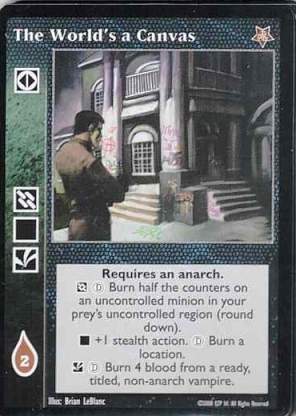 The World's a Canvas
Requires an anarch.
Ⓓ Burn half the counters on
an uncontrolled minion in your
prey's uncontrolled region (round
down).
+1 stealth action. Ⓓ Burn a
location.
Ⓓ Burn 4 blood from a ready,
titled, non-anarch vampire.
2
Illus: Brian LeBlanc